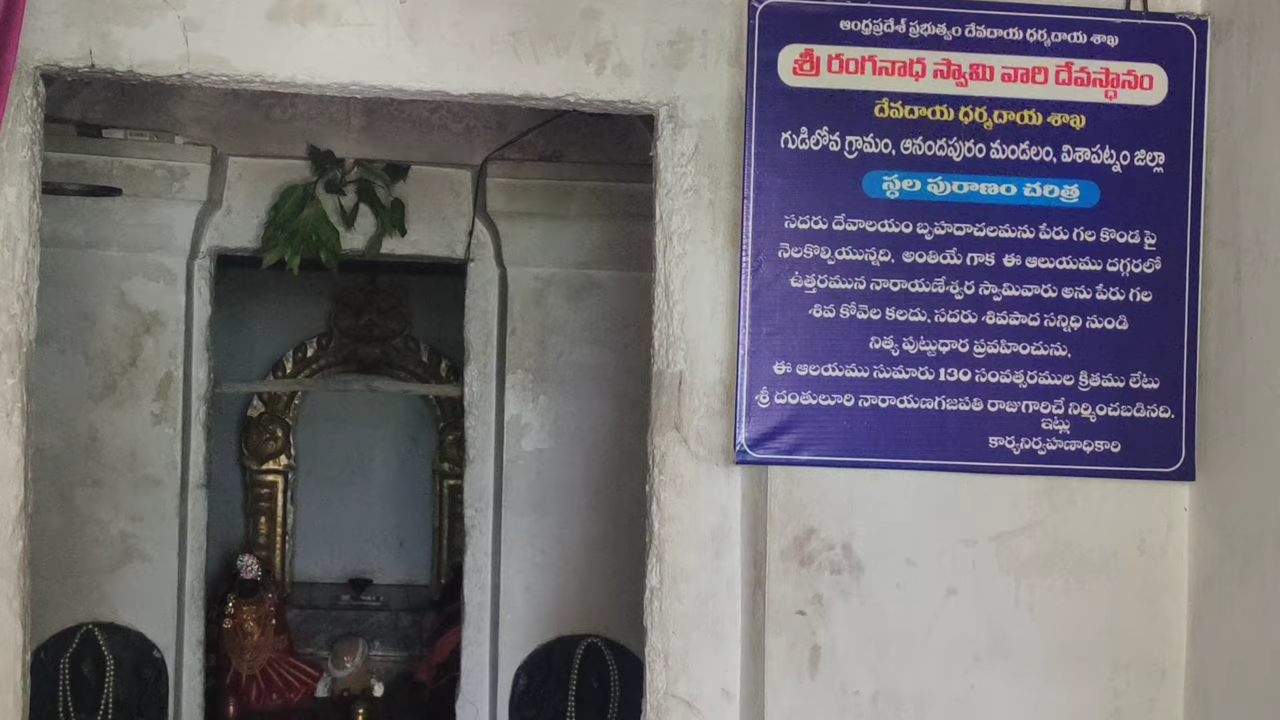 ఆంధ్రప్రదేశ్ ప్రభుత్వం దేవదాయ ధర్మదాయ శాఖ
శ్రీ రంగనాధ స్వామి వారి దేవస్థానం
దేవదాయ ధర్మదాయ శాఖ
గుడిలోవ గ్రామం, ఆనందపురం మండలం, విశాపట్నం జిల్లా
స్థల పురాణం చరిత్ర
సదరు దేవాలయం బృహదాచలమను పేరు గల కొండ పై
నెలకొల్పియున్నది. అంతియే గాక ఈ ఆలుయము దగ్గరలో
ఉత్తరమున నారాయణేశ్వర స్వామివారు అను పేరు గల
శివ కోవెల కలదు. సదరు శివపాద సన్నిధి నుండి
నిత్య పుట్టుధార ప్రవహించును.
ఈ ఆలయము సుమారు 130 సంవత్సరముల క్రితము లేటు
శ్రీ దంతులూరి నారాయణగజపతి రాజుగారిచే నిర్మించబడినది.
ఇట్లు
కార్యనిర్వహణాధికారి